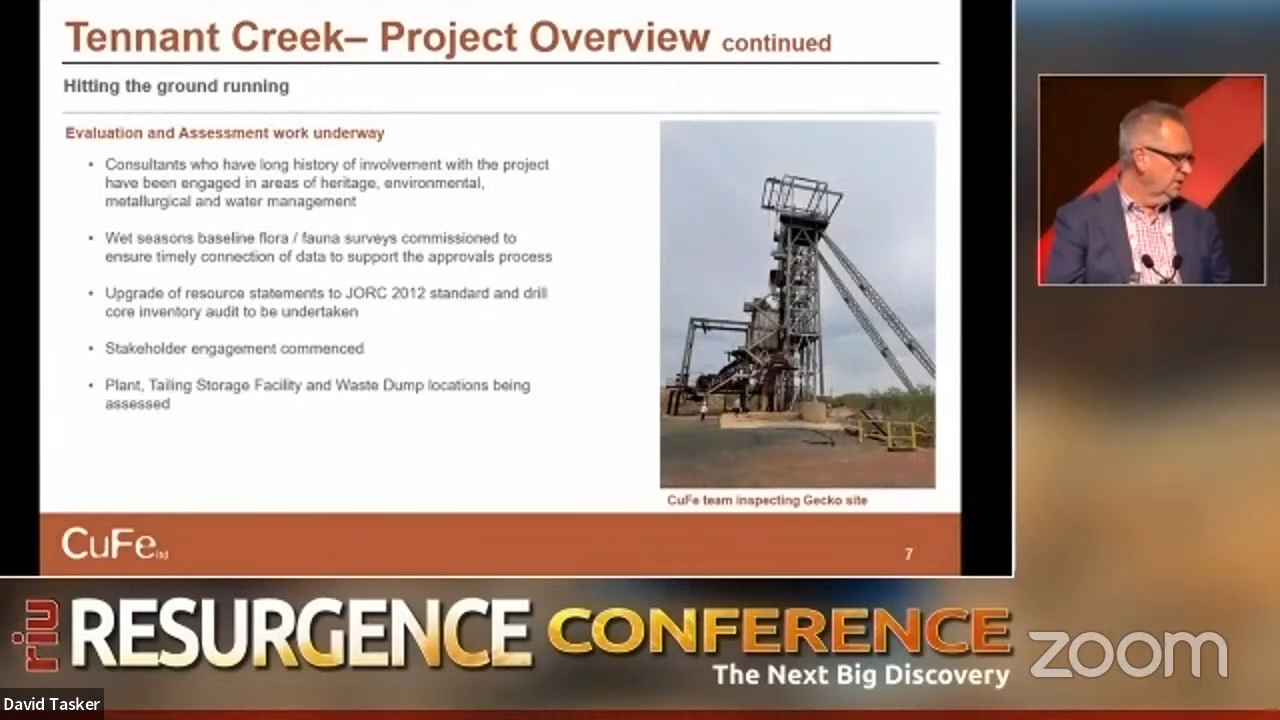 Tennant Creek– Project Overview continued
Hitting the ground running
Evaluation and Assessment work underway
• Consultants who have long history of involvement with the project
have been engaged in areas of heritage, environmental,
metallurgical and water management
• Wet seasons baseline flora / fauna surveys commissioned to
ensure timely connection of data to support the approvals process
• Upgrade of resource statements to JORC 2012 standard and drill
core inventory audit to be undertaken
• Stakeholder engagement commenced
• Plant, Tailing Storage Facility and Waste Dump locations being
assessed
CuFe team inspecting Gecko site
CuFe ltd
7
riu RESURGENCE CONFERENCE
The Next Big Discovery
zoom
David Tasker